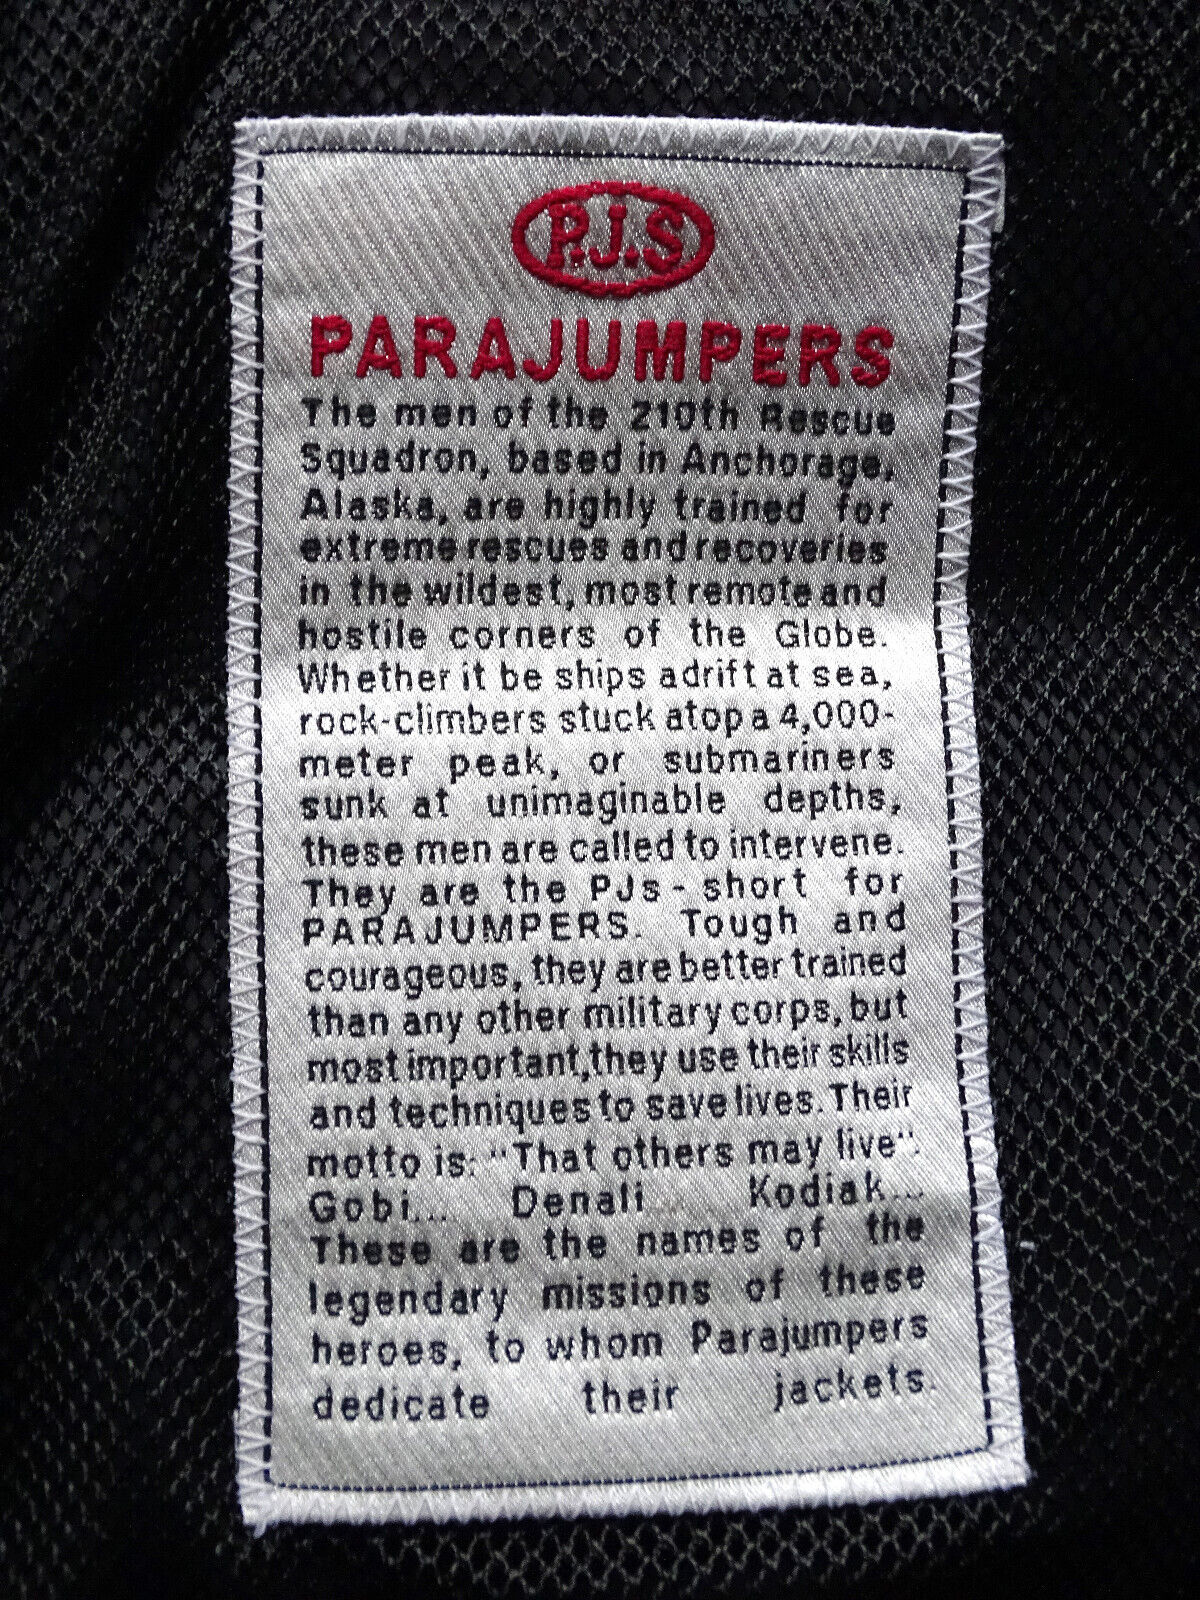 P.J.S
PARAJUMPERS
The men of the 210th Rescue
Squadron, based in Anchorage,
Alaska, are highly trained for
extreme rescues and recoveries
in the wildest, most remote and
hostile corners of the Globe.
Whether it be ships adrift at sea,
rock-climbers stuck atop a 4,000-
meter peak, or submariners
sunk at unimaginable depths,
these men are called to intervene.
They are the PJs - short for
PARAJUMPERS. Tough and
courageous, they are better trained
than any other military corps, but
most important, they use their skills
and techniques to save lives. Their
motto is: "That others may live".
Gobi... Denali... Kodiak...
These are the names of the
legendary missions of these
heroes, to whom Parajumpers
dedicate their jackets.